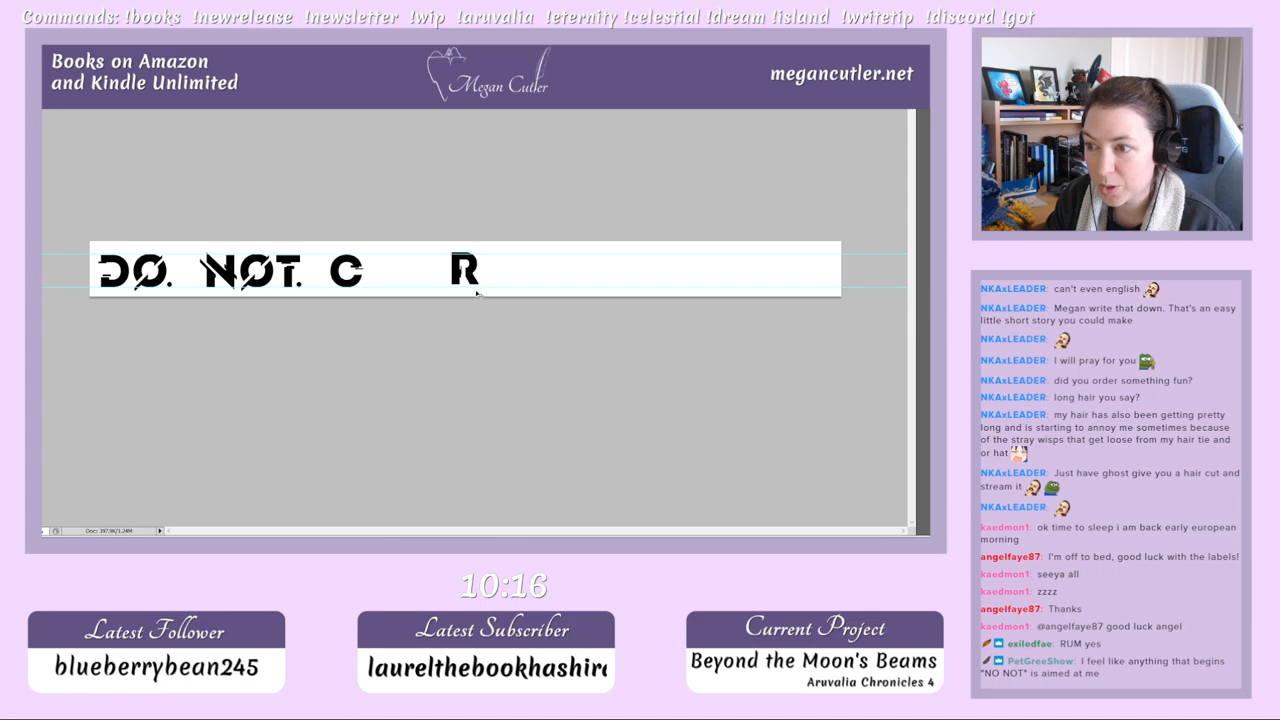 Commands: !books !newrelease !newsletter !wip !aruvalia !eternity !celestial !dream !island !writetip !discord !got
Books on Amazon
and Kindle Unlimited
Megan Cutler
megancutler.net
DO. NOT. C R
Doc: 397.9K/1.24M
NKAxLEADER: can't even english
NKAxLEADER: Megan write that down. That's an easy
little short story you could make
NKAxLEADER:
NKAxLEADER: I will pray for you
NKAxLEADER: did you order something fun?
NKAxLEADER: long hair you say?
NKAxLEADER: my hair has also been getting pretty
long and is starting to annoy me sometimes because
of the stray wisps that get loose from my hair tie and
or hat
NKAxLEADER: Just have ghost give you a hair cut and
stream it
NKAxLEADER:
kaedmon1: ok time to sleep i am back early european
morning
angelfaye87: I'm off to bed, good luck with the labels!
kaedmon1: seeya all
kaedmon1: zzzz
angelfaye87: Thanks
kaedmon1: @angelfaye87 good luck angel
exiledfae: RUM yes
PetGreeShow: I feel like anything that begins
"NO NOT" is aimed at me
10:16
Latest Follower
blueberrybean245
Latest Subscriber
laurelthebookhashira
Current Project
Beyond the Moon's Beams
Aruvalia Chronicles 4